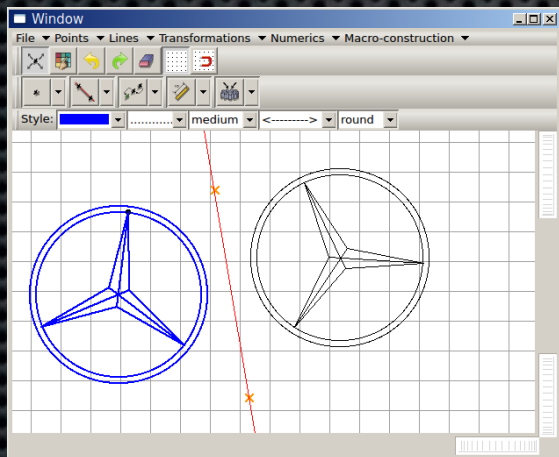 Window
File Points Lines Transformations Numerics Macro-construction
Style: medium <---------> round